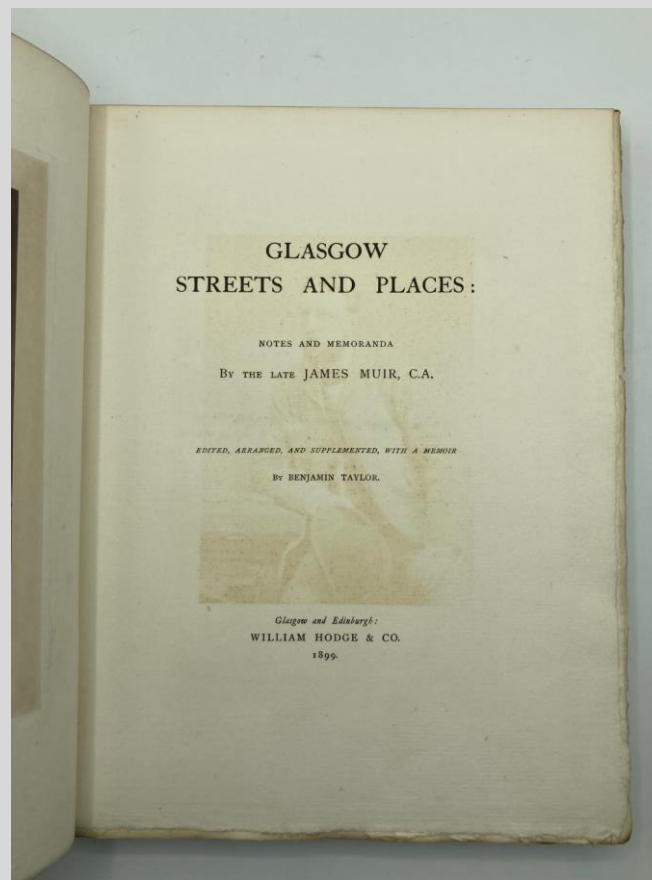 GLASGOW
STREETS AND PLACES:
NOTES AND MEMORANDA
BY THE LATE JAMES MUIR, C.A.
EDITED, ARRANGED, AND SUPPLEMENTED, WITH A MEMOIR
BY BENJAMIN TAYLOR.
Glasgow and Edinburgh:
WILLIAM HODGE & CO.
1899.